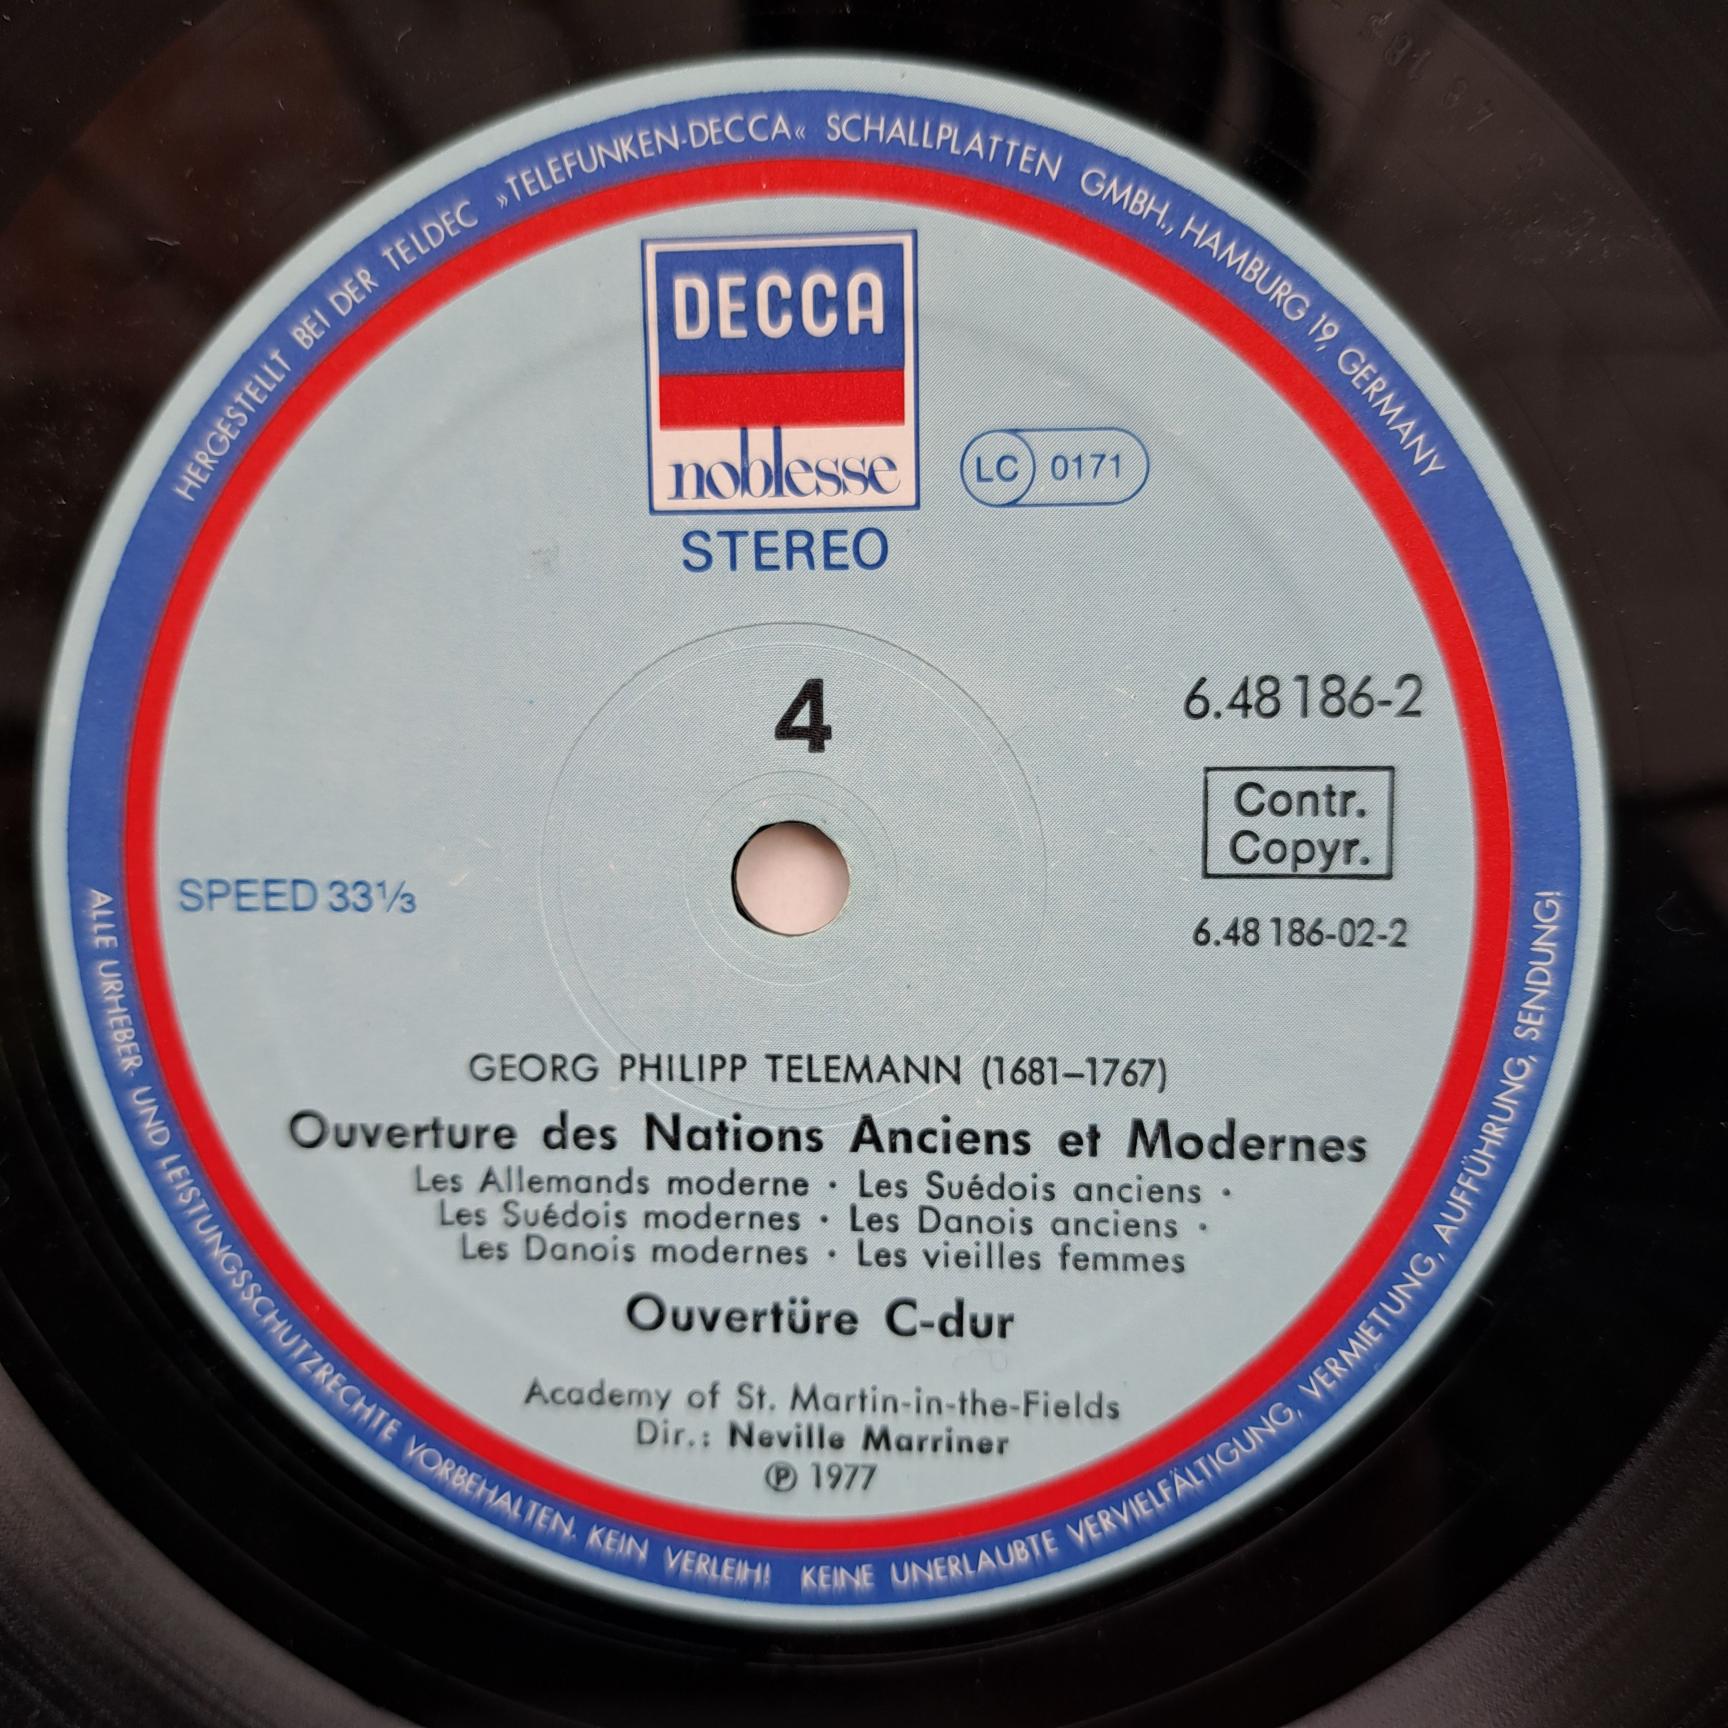 HERGESTELLT BEI DER TELDEC »TELEFUNKEN-DECCA« SCHALLPLATTEN GMBH., HAMBURG 19, GERMANY
DECCA
noblesse
LC 0171
STEREO
4
6.48186-2
Contr.
Copyr.
SPEED 33⅓
6.48186-02-2
GEORG PHILIPP TELEMANN (1681–1767)
Ouverture des Nations Anciens et Modernes
Les Allemands moderne • Les Suédois anciens •
Les Suédois modernes • Les Danois anciens •
Les Danois modernes • Les vieilles femmes
Ouvertüre C-dur
Academy of St. Martin-in-the-Fields
Dir.: Neville Marriner
℗ 1977
ALLE URHEBER- UND LEISTUNGSSCHUTZRECHTE VORBEHALTEN. KEIN VERLEIH! KEINE UNERLAUBTE VERVIELFÄLTIGUNG, VERMIETUNG, AUFFÜHRUNG, SENDUNG!